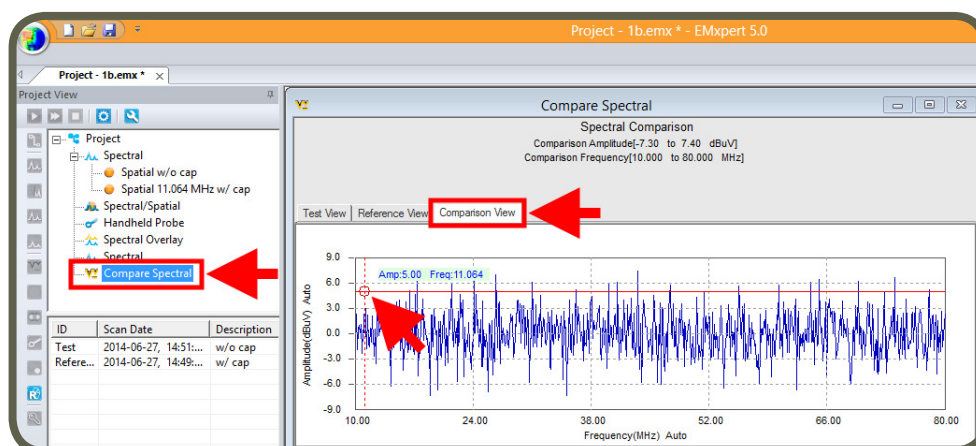 Project - 1b.emx * - EMxpert 5.0
Project - 1b.emx * x
Project View
Project
Spectral
Spatial w/o cap
Spatial 11.064 MHz w/ cap
Spectral/Spatial
Handheld Probe
Spectral Overlay
Spectral
Compare Spectral
ID Scan Date Description
Test 2014-06-27, 14:51:... w/o cap
Refere... 2014-06-27, 14:49:... w/ cap
Compare Spectral
Spectral Comparison
Comparison Amplitude[-7.30 to 7.40 dBuV]
Comparison Frequency[10.000 to 80.000 MHz]
Test View Reference View Comparison View
Amp:5.00 Freq:11.064
Amplitude(dBuV) Auto
9.0
6.0
3.0
0.0
-3.0
-6.0
-9.0
10.00 24.00 38.00 52.00 66.00 80.00
Frequency(MHz) Auto